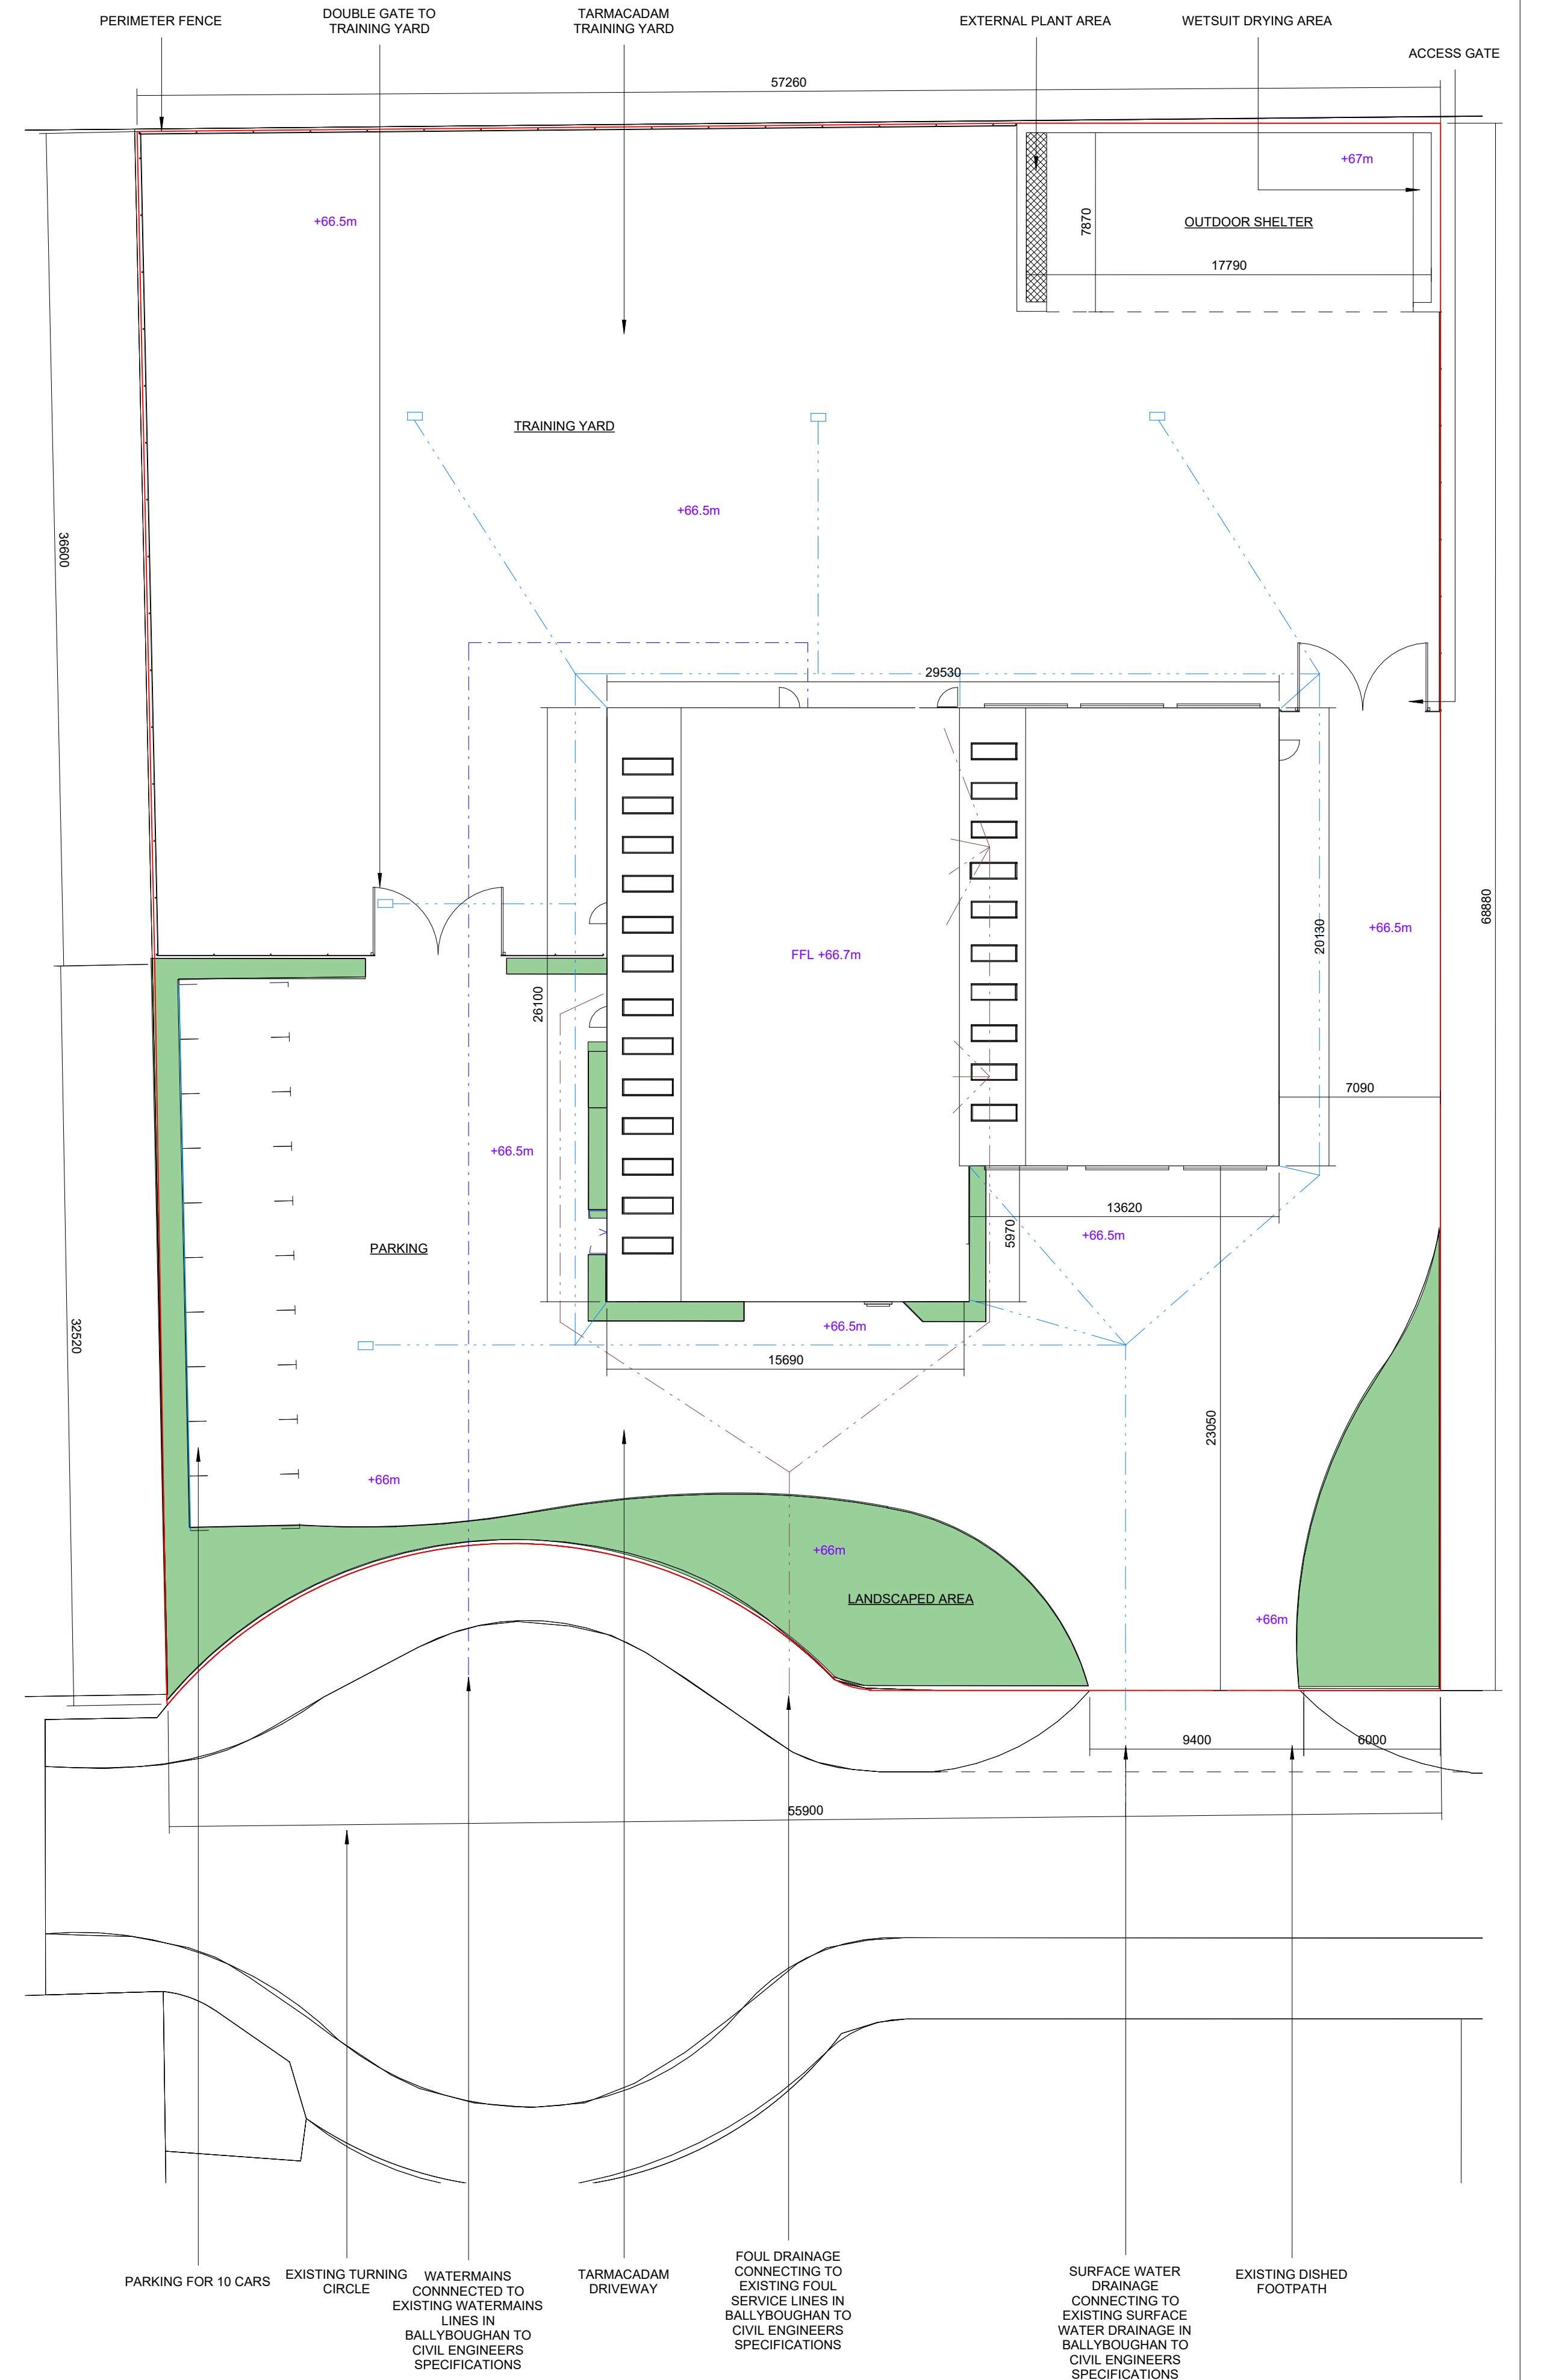 PERIMETER FENCE
DOUBLE GATE TO
TRAINING YARD
TARMACADAM
TRAINING YARD
EXTERNAL PLANT AREA
WETSUIT DRYING AREA
ACCESS GATE
57260
+67m
+66.5m
7870
OUTDOOR SHELTER
17790
TRAINING YARD
+66.5m
36600
29530
68880
+66.5m
20130
FFL +66.7m
26100
7090
+66.5m
13620
5970
+66.5m
PARKING
+66.5m
32520
15690
23050
+66m
+66m
LANDSCAPED AREA
+66m
9400
6000
55900
PARKING FOR 10 CARS
EXISTING TURNING
CIRCLE
WATERMAINS
CONNNECTED TO
EXISTING WATERMAINS
LINES IN
BALLYBOUGHAN TO
CIVIL ENGINEERS
SPECIFICATIONS
TARMACADAM
DRIVEWAY
FOUL DRAINAGE
CONNECTING TO
EXISTING FOUL
SERVICE LINES IN
BALLYBOUGHAN TO
CIVIL ENGINEERS
SPECIFICATIONS
SURFACE WATER
DRAINAGE
CONNECTING TO
EXISTING SURFACE
WATER DRAINAGE IN
BALLYBOUGHAN TO
CIVIL ENGINEERS
SPECIFICATIONS
EXISTING DISHED
FOOTPATH